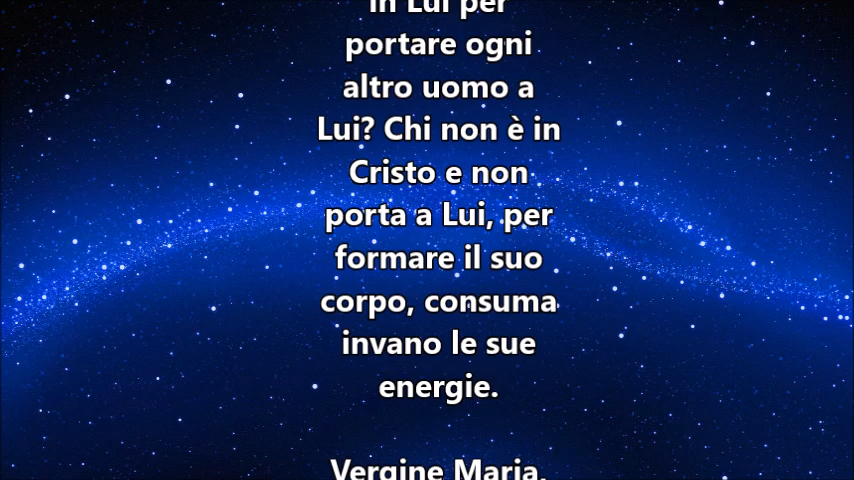 in Lui per
portare ogni
altro uomo a
Lui? Chi non è in
Cristo e non
porta a Lui, per
formare il suo
corpo, consuma
invano le sue
energie.
Vergine Maria,